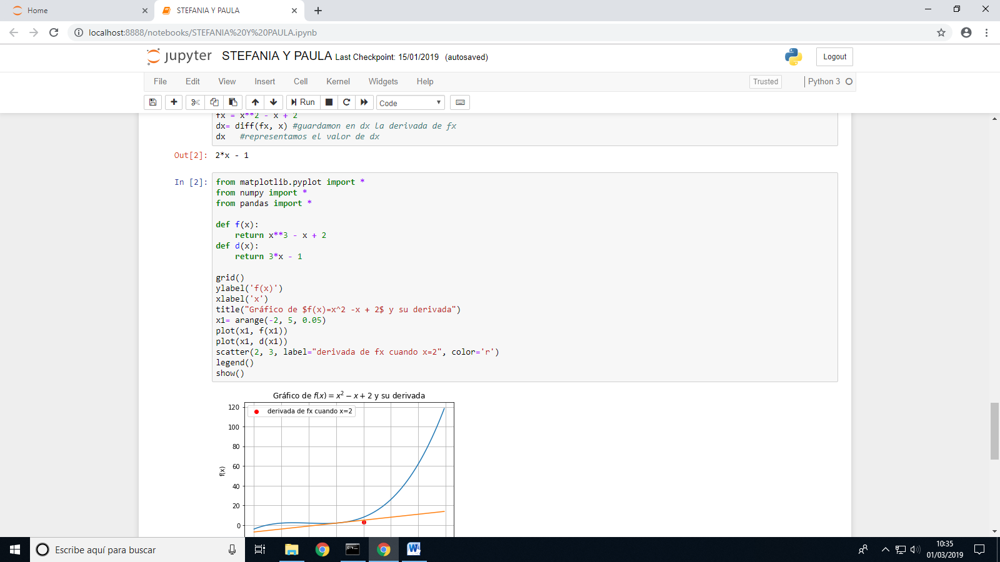 Home
STEFANIA Y PAULA
localhost:8888/notebooks/STEFANIA%20Y%20PAULA.ipynb
jupyter STEFANIA Y PAULA Last Checkpoint: 15/01/2019 (autosaved)
Logout
File Edit View Insert Cell Kernel Widgets Help
Trusted
Python 3
Run
Code
fx = x**2 - x + 2
dx= diff(fx, x) #guardamon en dx la derivada de fx
dx   #representamos el valor de dx
Out[2]: 2*x - 1
In [2]: from matplotlib.pyplot import *
from numpy import *
from pandas import *
def f(x):
    return x**3 - x + 2
def d(x):
    return 3*x - 1
grid()
ylabel('f(x)')
xlabel('x')
title("Gráfico de $f(x)=x^2 -x + 2$ y su derivada")
x1= arange(-2, 5, 0.05)
plot(x1, f(x1))
plot(x1, d(x1))
scatter(2, 3, label="derivada de fx cuando x=2", color='r')
legend()
show()
Gráfico de f(x) = x² − x + 2 y su derivada
derivada de fx cuando x=2
120
100
80
60
40
20
0
f(x)
Escribe aquí para buscar
10:35
01/03/2019